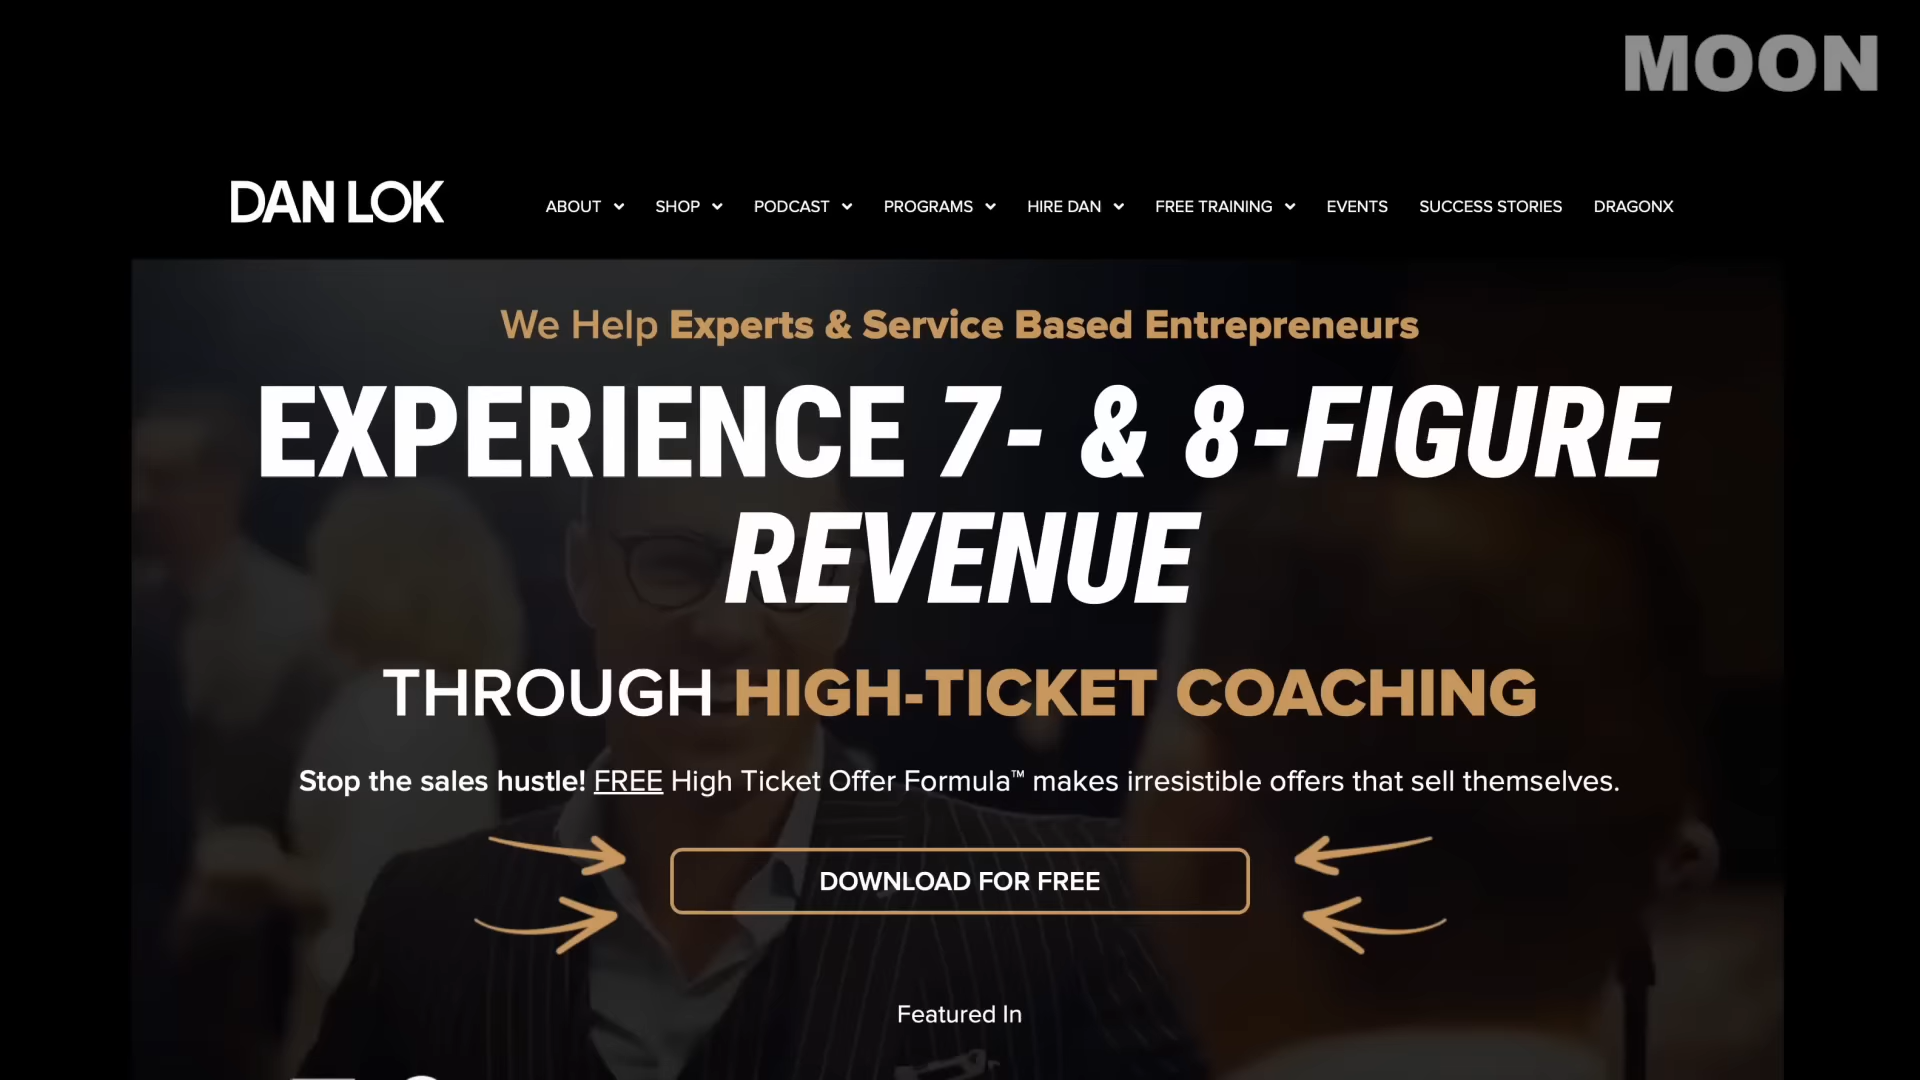 MOON
DAN LOK
ABOUT SHOP PODCAST PROGRAMS HIRE DAN FREE TRAINING EVENTS SUCCESS STORIES DRAGONX
We Help Experts & Service Based Entrepreneurs
EXPERIENCE 7- & 8-FIGURE
REVENUE
THROUGH HIGH-TICKET COACHING
Stop the sales hustle! FREE High Ticket Offer Formula™ makes irresistible offers that sell themselves.
DOWNLOAD FOR FREE
Featured In